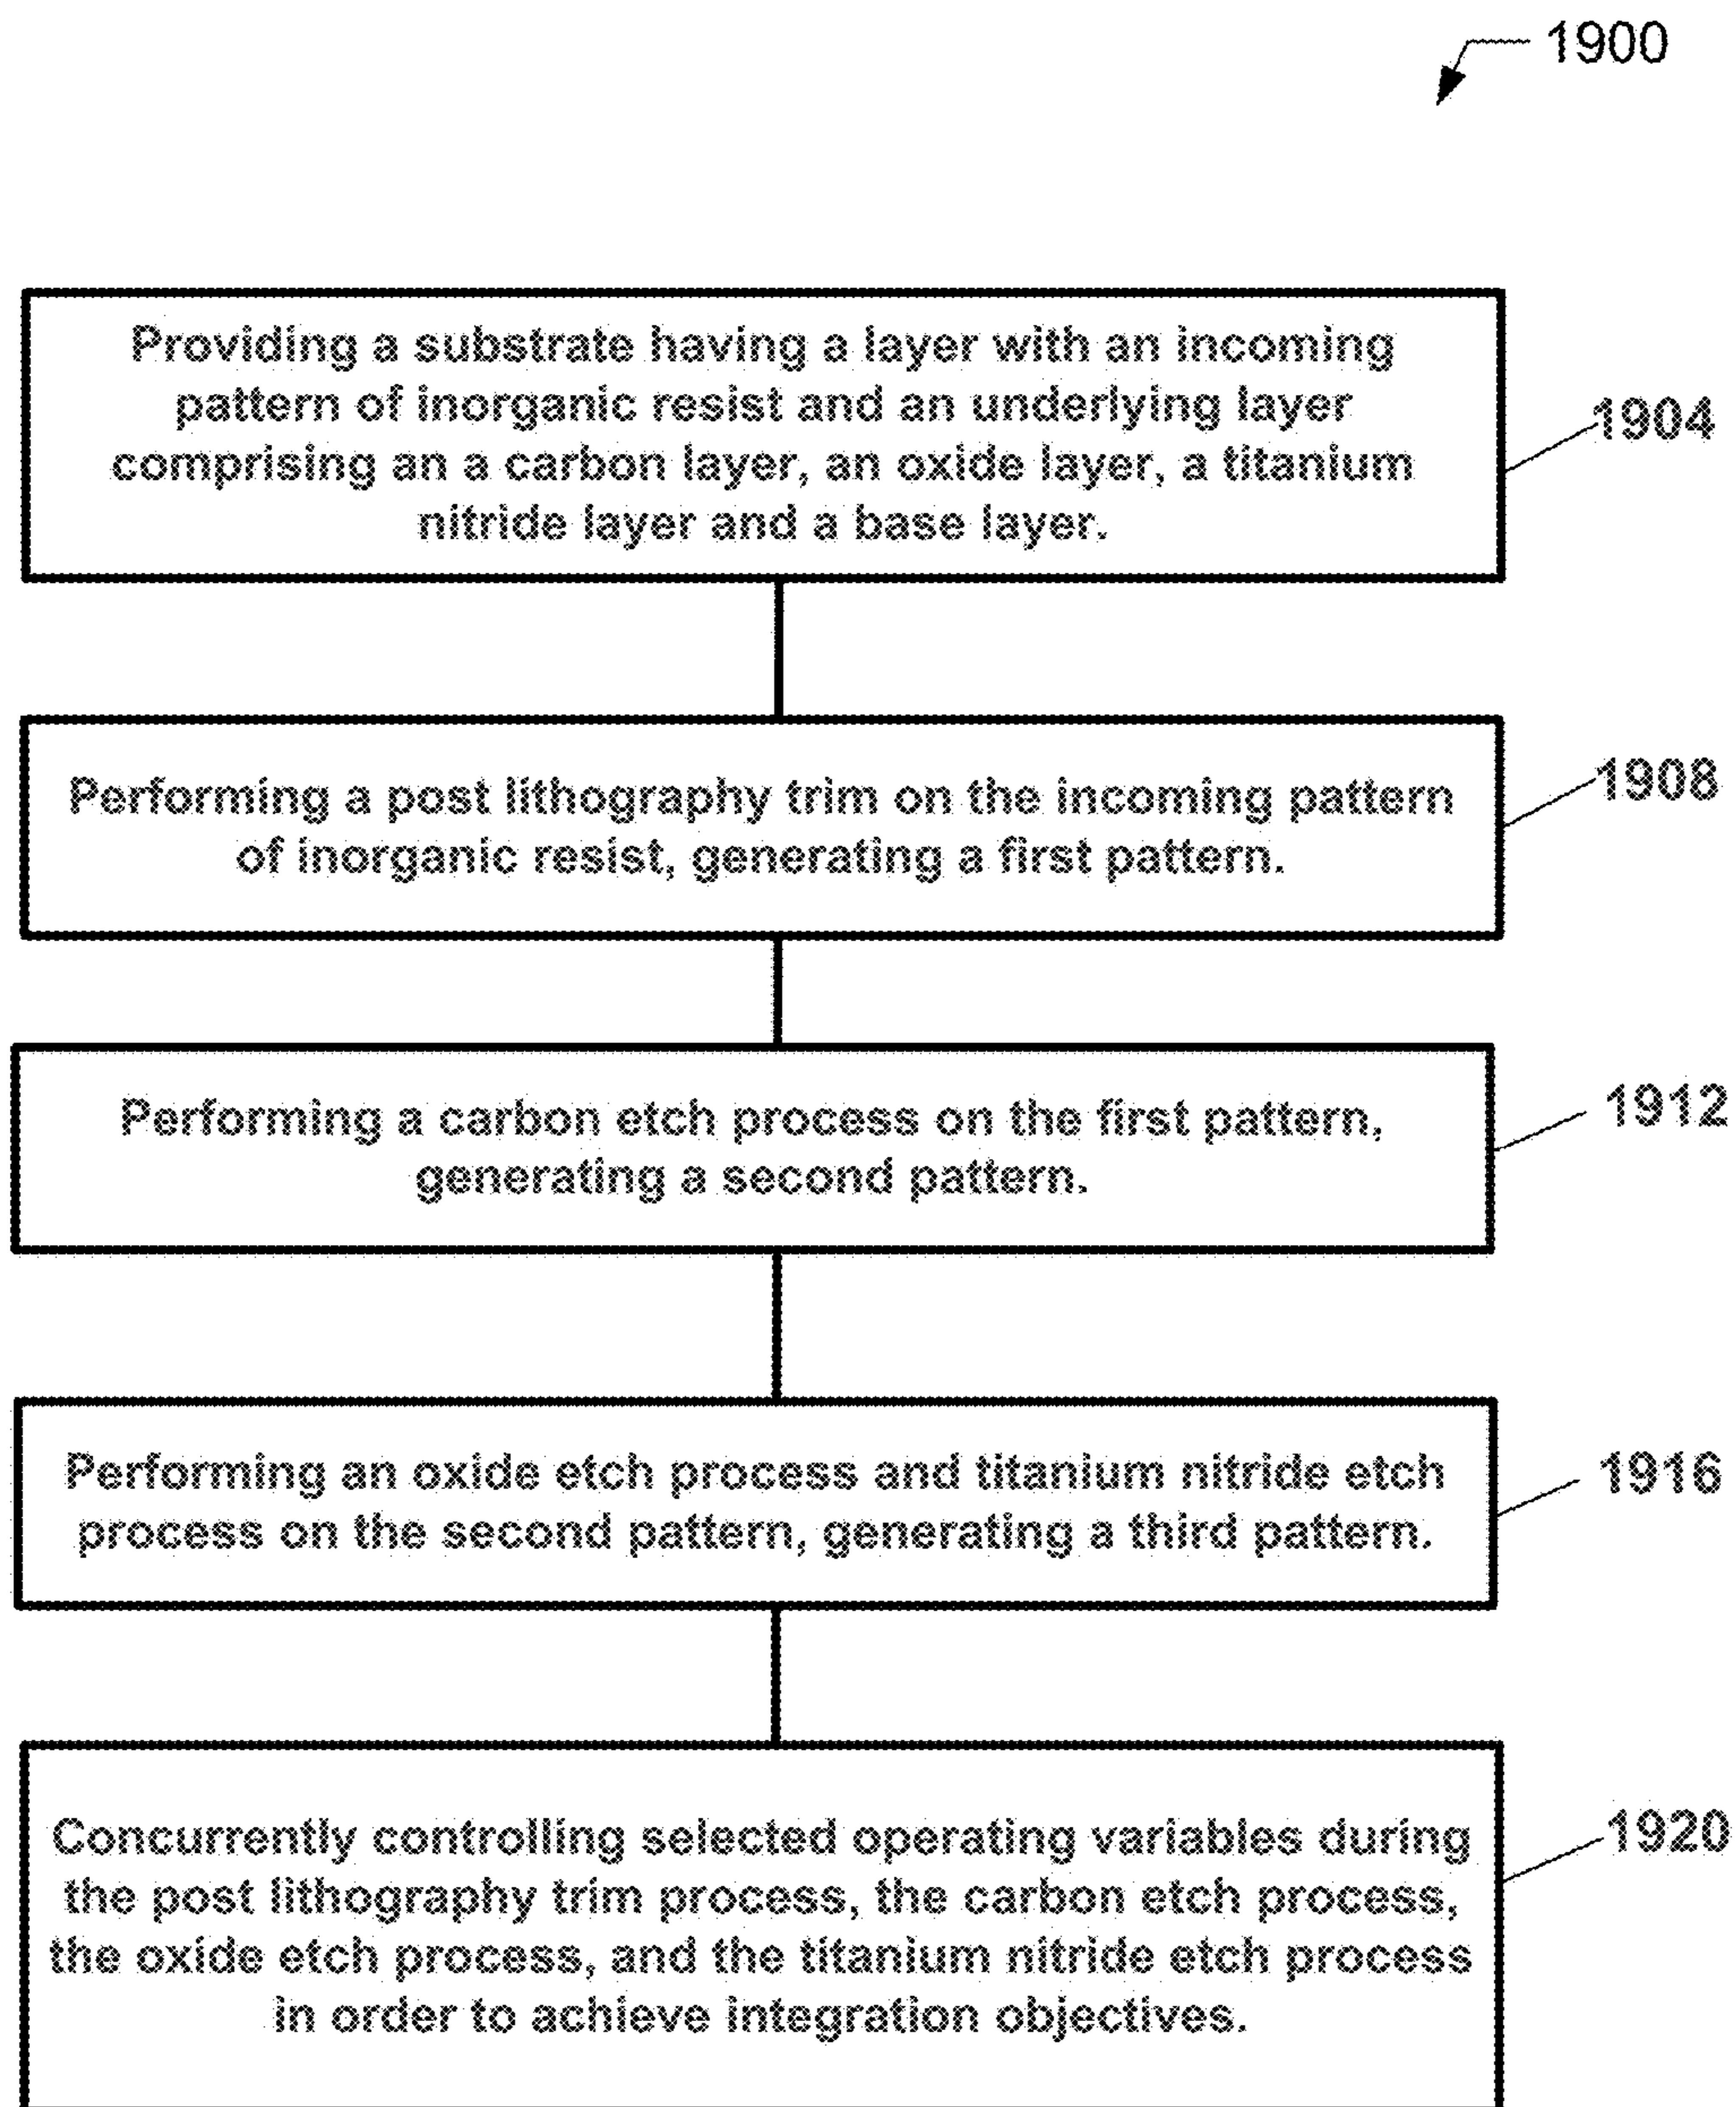 1900
Providing a substrate having a layer with an incoming
pattern of inorganic resist and an underlying layer
comprising an a carbon layer, an oxide layer, a titanium
nitride layer and a base layer.
1904
Performing a post lithography trim on the incoming pattern
of inorganic resist, generating a first pattern.
1908
Performing a carbon etch process on the first pattern,
generating a second pattern.
1912
Performing an oxide etch process and titanium nitride etch
process on the second pattern, generating a third pattern.
1916
Concurrently controlling selected operating variables during
the post lithography trim process, the carbon etch process,
the oxide etch process, and the titanium nitride etch process
in order to achieve integration objectives.
1920